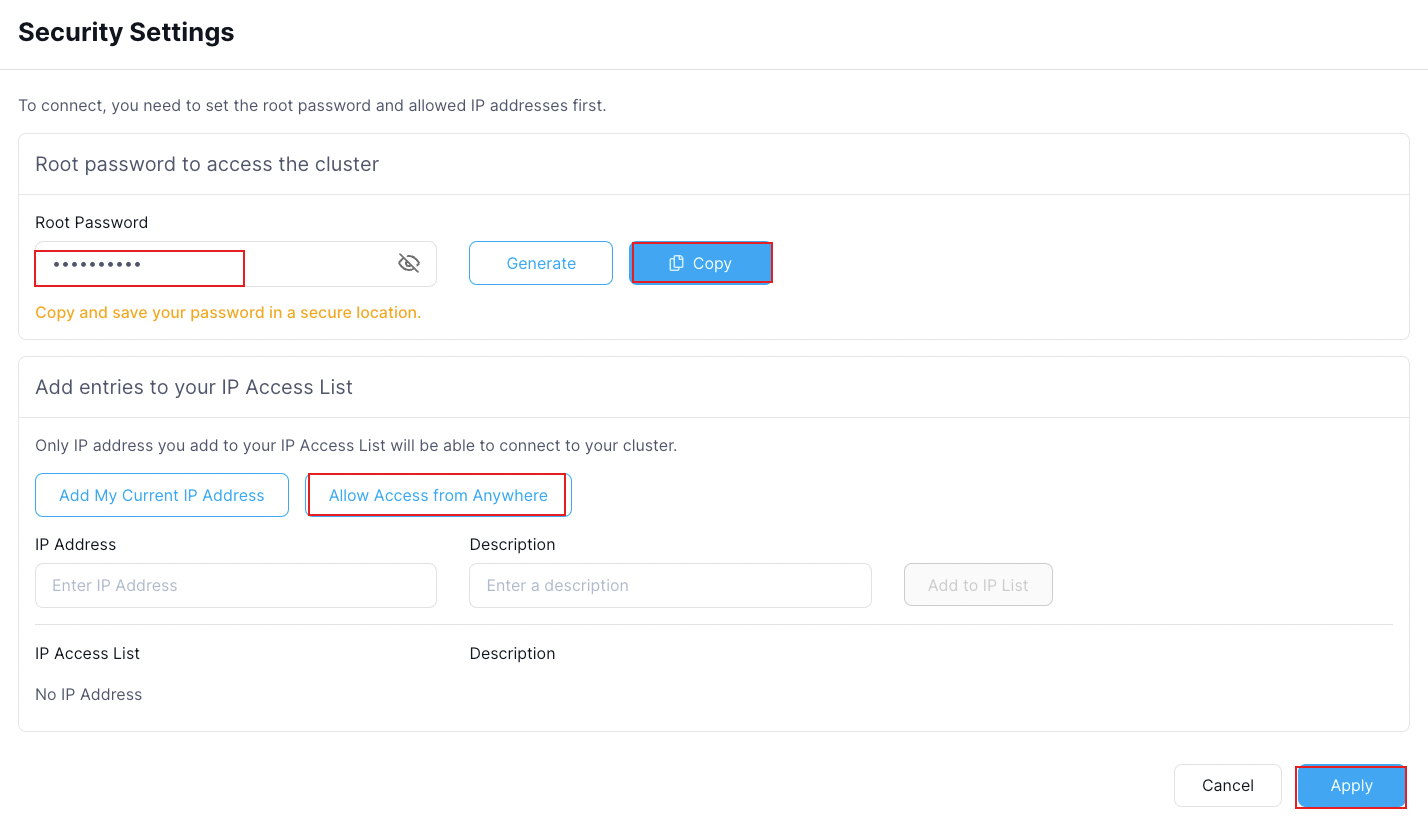 Security Settings
To connect, you need to set the root password and allowed IP addresses first.
Root password to access the cluster
Root Password
••••••••••
Generate
Copy
Copy and save your password in a secure location.
Add entries to your IP Access List
Only IP address you add to your IP Access List will be able to connect to your cluster.
Add My Current IP Address
Allow Access from Anywhere
IP Address
Description
Enter IP Address
Enter a description
Add to IP List
IP Access List
Description
No IP Address
Cancel
Apply